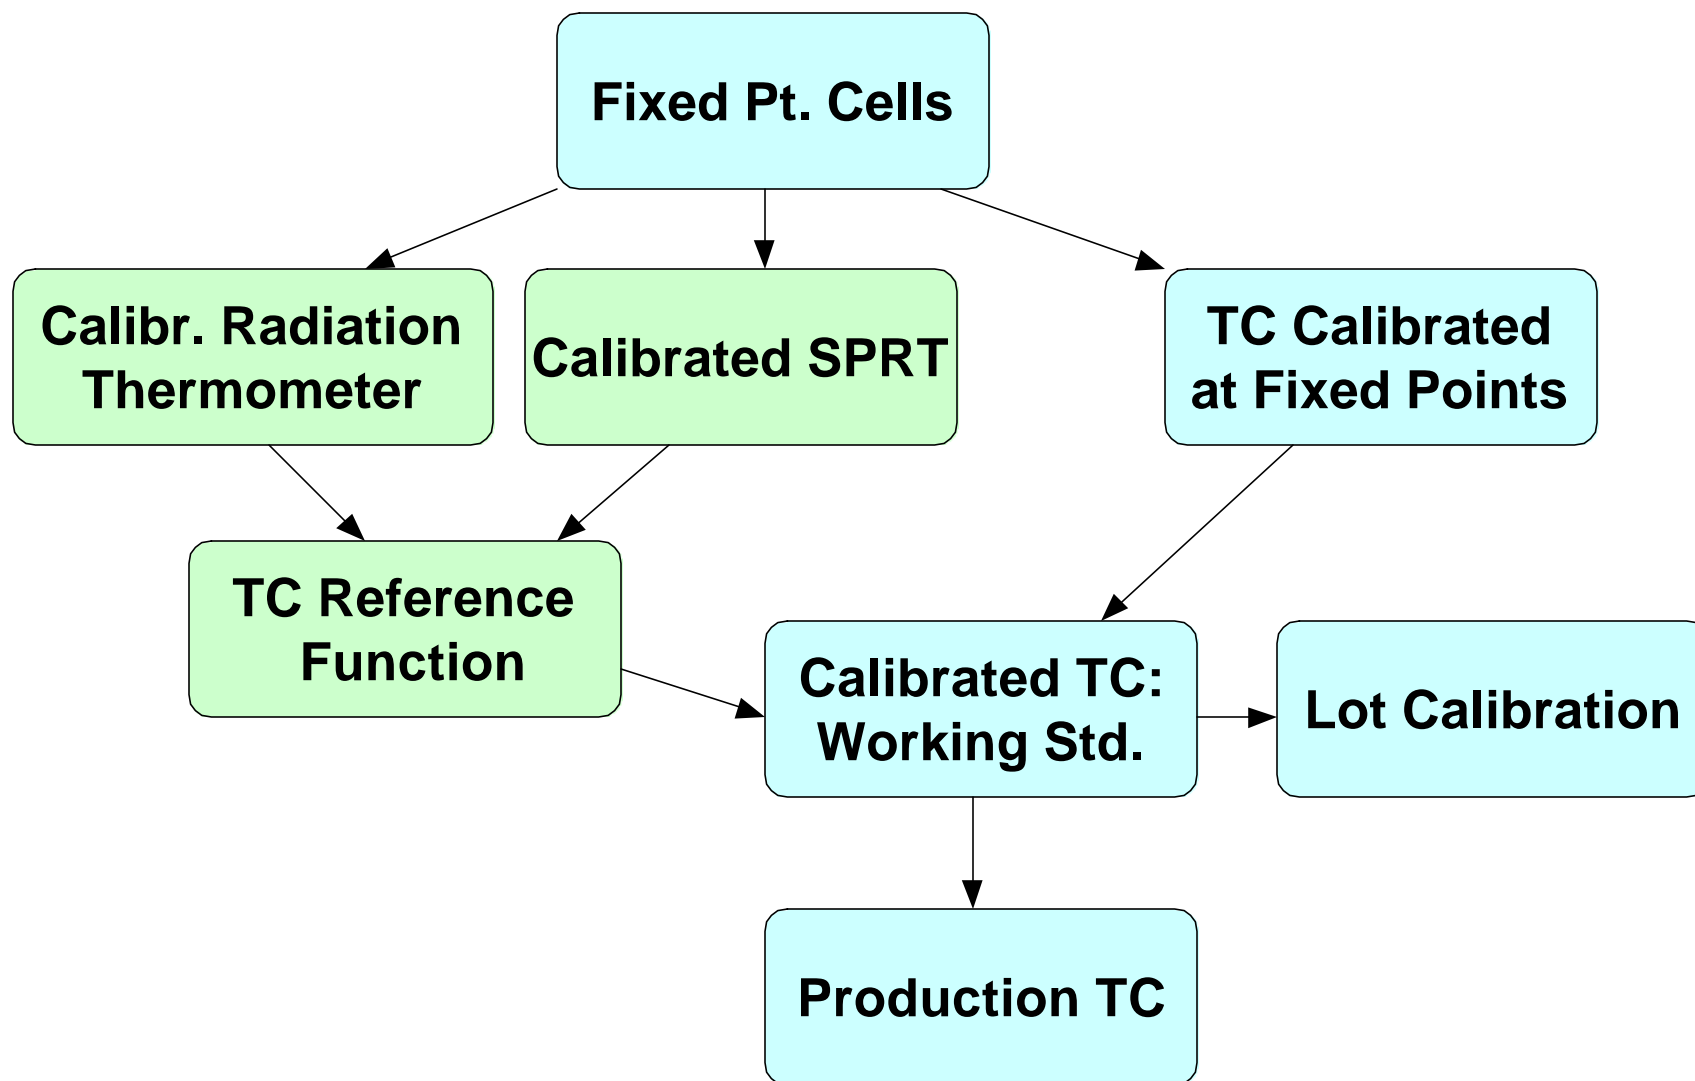 Fixed Pt. Cells
Calibr. Radiation
Thermometer
Calibrated SPRT
TC Calibrated
at Fixed Points
TC Reference
Function
Calibrated TC:
Working Std.
Lot Calibration
Production TC